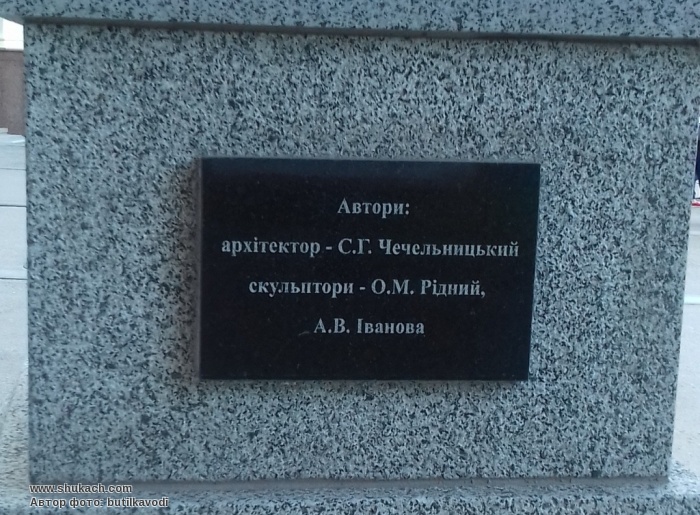 Автори:
архітектор - С.Г. Чечельницький
скульптори - О.М. Рідний,
А.В. Іванова
www.shukach.com
Автор фото: butilkavodi